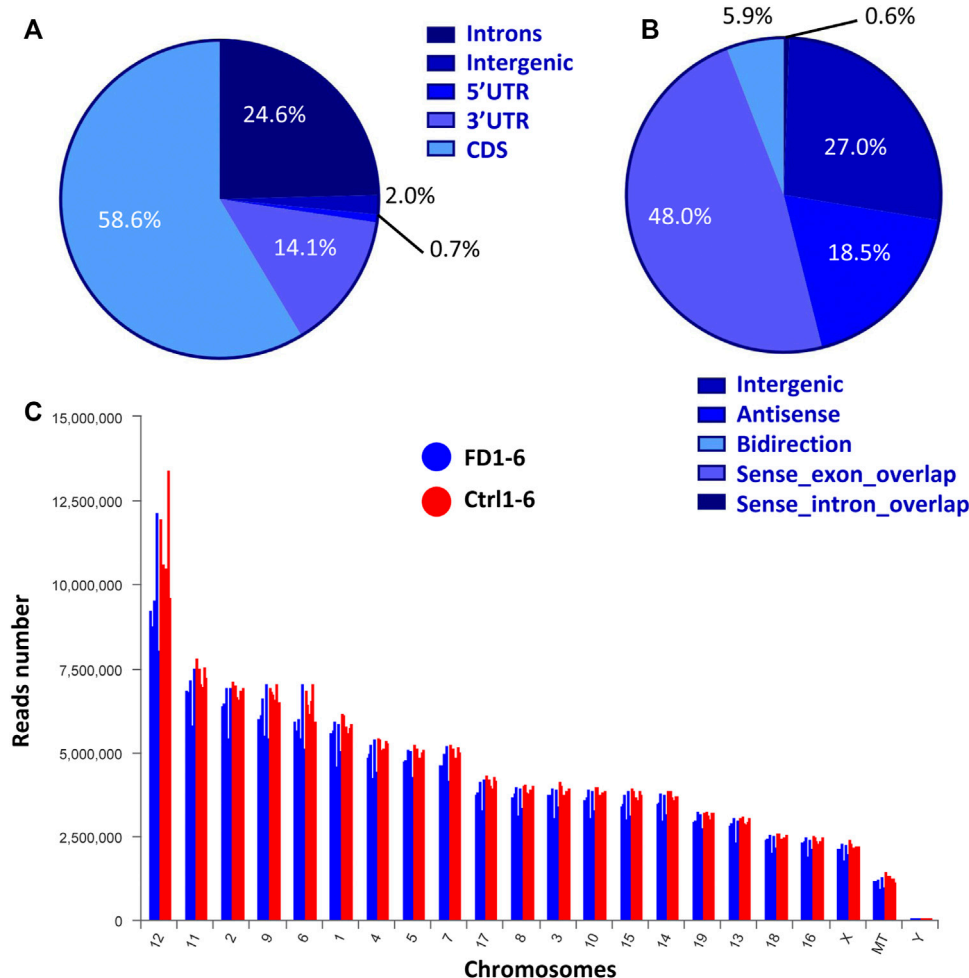 A
Introns
Intergenic
5’UTR
3’UTR
CDS
24.6%
2.0%
0.7%
14.1%
58.6%
B
5.9%
0.6%
27.0%
18.5%
48.0%
Intergenic
Antisense
Bidirection
Sense_exon_overlap
Sense_intron_overlap
C
FD1-6
Ctrl1-6
Reads number
15,000,000
12,500,000
10,000,000
7,500,000
5,000,000
2,500,000
0
12 11 2 9 6 1 4 5 7 17 8 3 10 15 14 19 13 18 16 X MT Y
Chromosomes